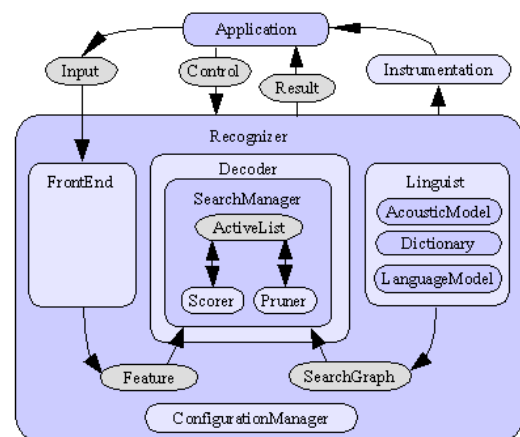 Application
Input
Control
Result
Instrumentation
Recognizer
FrontEnd
Decoder
SearchManager
ActiveList
Scorer
Pruner
Linguist
AcousticModel
Dictionary
LanguageModel
Feature
SearchGraph
ConfigurationManager